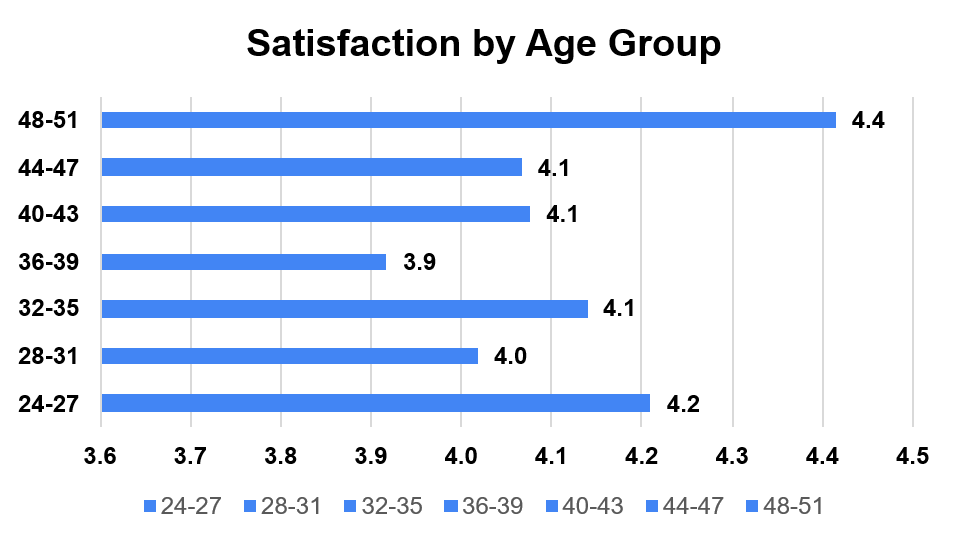 Satisfaction by Age Group
48-51 4.4
44-47 4.1
40-43 4.1
36-39 3.9
32-35 4.1
28-31 4.0
24-27 4.2
3.6 3.7 3.8 3.9 4.0 4.1 4.2 4.3 4.4 4.5
24-27 28-31 32-35 36-39 40-43 44-47 48-51